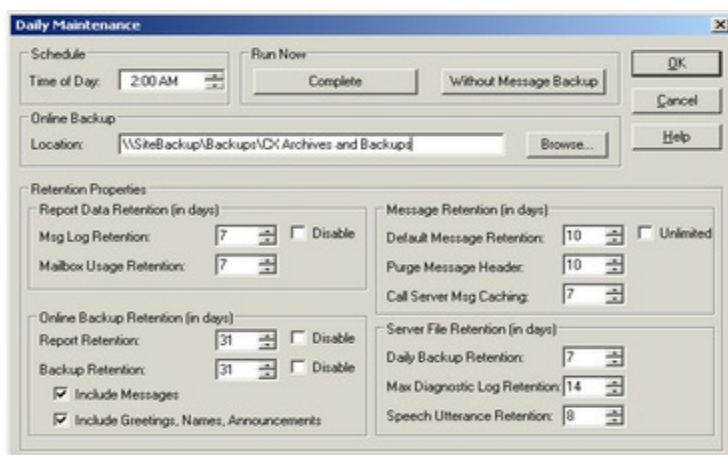 Daily Maintenance
Schedule
Time of Day: 2:00 AM
Run Now
Complete
Without Message Backup
OK
Cancel
Help
Online Backup
Location: \\SiteBackup\Backups\CX Archives and Backups
Browse...
Retention Properties
Report Data Retention (in days)
Msg Log Retention: 7 Disable
Mailbox Usage Retention: 7
Message Retention (in days)
Default Message Retention: 10 Unlimited
Purge Message Header: 10
Call Server Msg Caching: 7
Online Backup Retention (in days)
Report Retention: 31 Disable
Backup Retention: 31 Disable
Include Messages
Include Greetings, Names, Announcements
Server File Retention (in days)
Daily Backup Retention: 7
Max Diagnostic Log Retention: 14
Speech Utterance Retention: 8